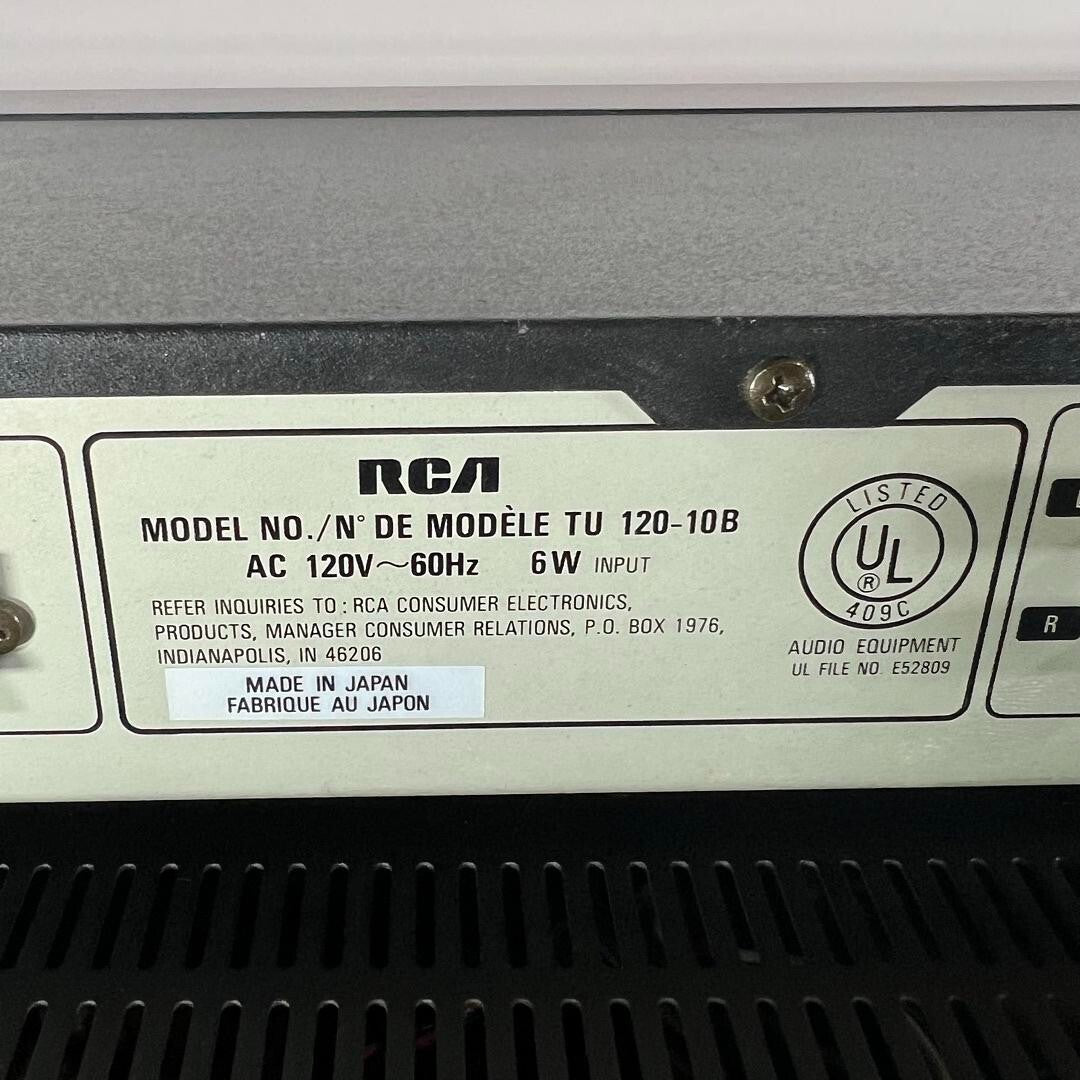 RCA
MODEL NO./N° DE MODÈLE TU 120-10B
AC 120V~60Hz 6W INPUT
REFER INQUIRIES TO: RCA CONSUMER ELECTRONICS,
PRODUCTS, MANAGER CONSUMER RELATIONS, P.O. BOX 1976,
INDIANAPOLIS, IN 46206
MADE IN JAPAN
FABRIQUE AU JAPON
LISTED
UL
®
409C
AUDIO EQUIPMENT
UL FILE NO. E52809
R